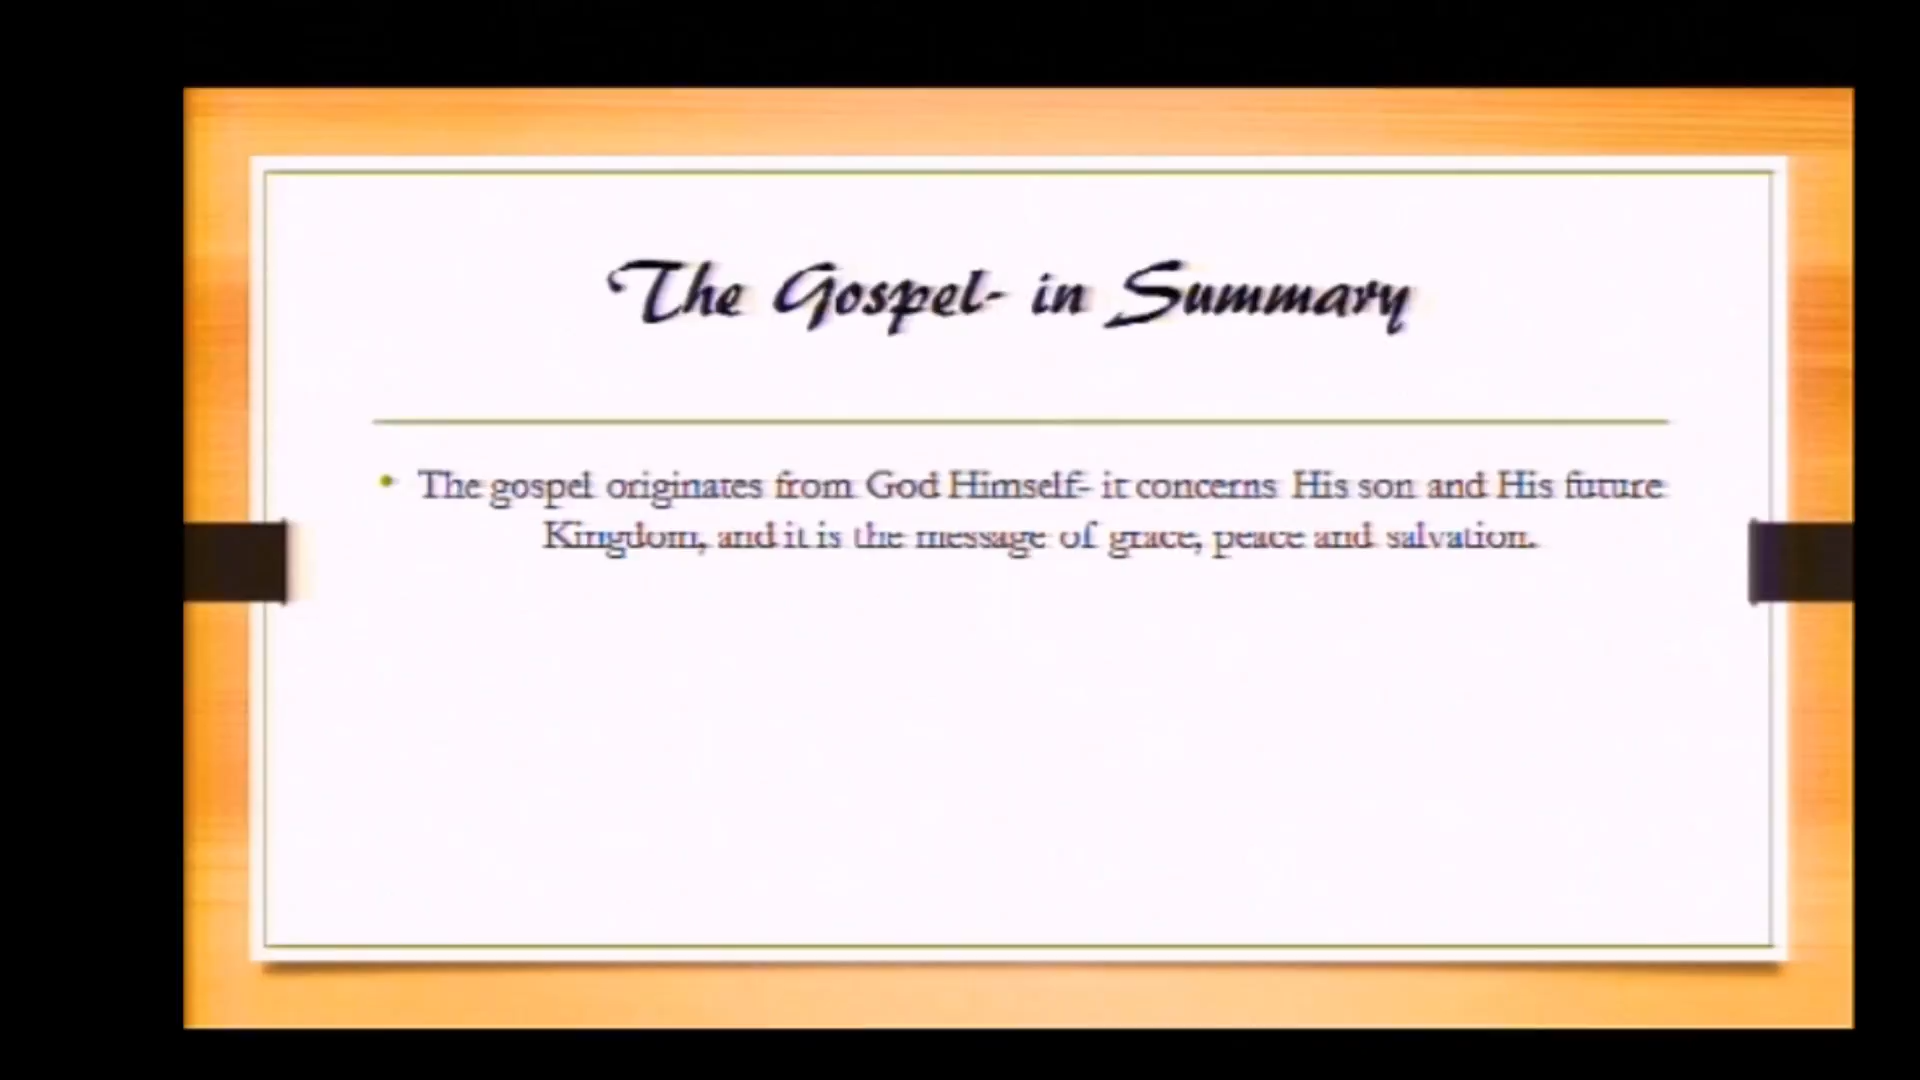 The Gospel- in Summary
• The gospel originates from God Himself- it concerns His son and His future
Kingdom, and it is the message of grace, peace and salvation.